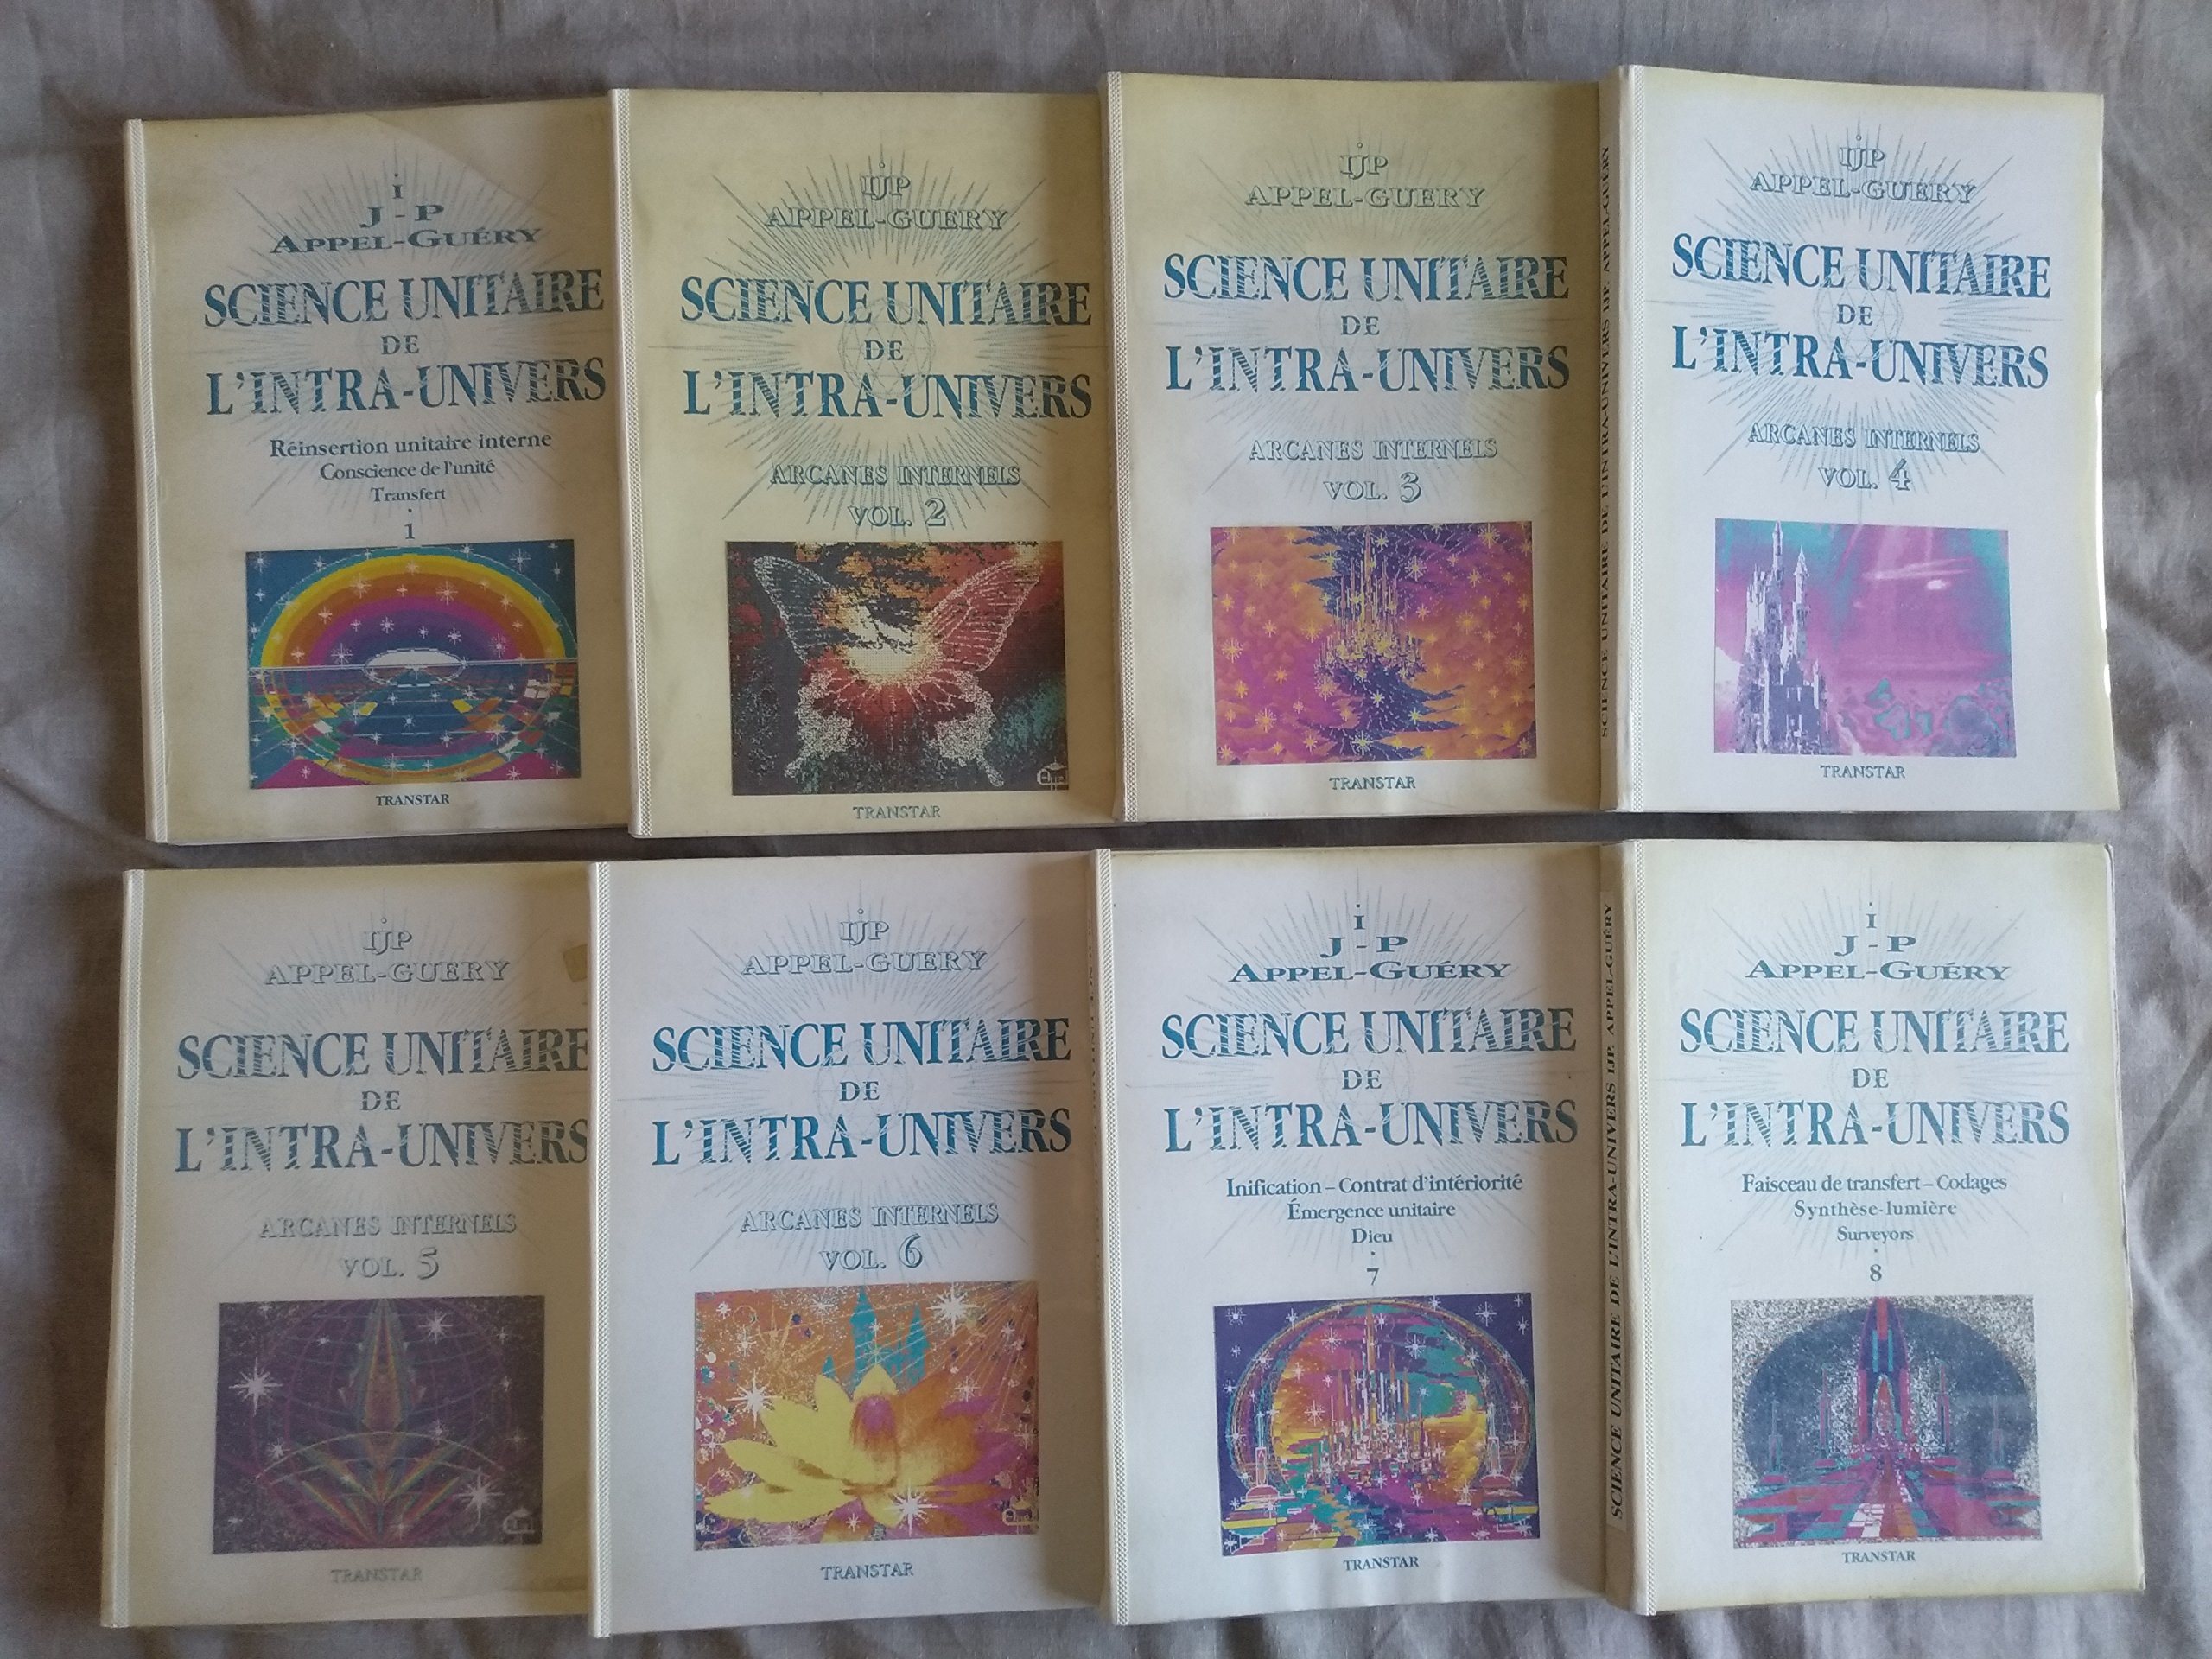 i
J-P
APPEL-GUÉRY
SCIENCE UNITAIRE
DE
L'INTRA-UNIVERS
Réinsertion unitaire interne
Conscience de l'unité
Transfert
1
TRANSTAR
IJP
APPEL-GUERY
SCIENCE UNITAIRE
DE
L'INTRA-UNIVERS
ARCANES INTERNELS
VOL. 2
TRANSTAR
IJP
APPEL-GUERY
SCIENCE UNITAIRE
DE
L'INTRA-UNIVERS
ARCANES INTERNELS
VOL. 3
TRANSTAR
SCIENCE UNITAIRE DE L'INTRA-UNIVERS IJP. APPEL-GUERY
IJP
APPEL-GUERY
SCIENCE UNITAIRE
DE
L'INTRA-UNIVERS
ARCANES INTERNELS
VOL. 4
TRANSTAR
IJP
APPEL-GUERY
SCIENCE UNITAIRE
DE
L'INTRA-UNIVERS
ARCANES INTERNELS
VOL. 5
TRANSTAR
IJP
APPEL-GUERY
SCIENCE UNITAIRE
DE
L'INTRA-UNIVERS
ARCANES INTERNELS
VOL. 6
TRANSTAR
i
J-P
APPEL-GUÉRY
SCIENCE UNITAIRE
DE
L'INTRA-UNIVERS
Inification – Contrat d'intériorité
Émergence unitaire
Dieu
7
TRANSTAR
SCIENCE UNITAIRE DE L'INTRA-UNIVERS IJP. APPEL-GUÉRY
i
J-P
APPEL-GUÉRY
SCIENCE UNITAIRE
DE
L'INTRA-UNIVERS
Faisceau de transfert – Codages
Synthèse-lumière
Surveyors
8
TRANSTAR